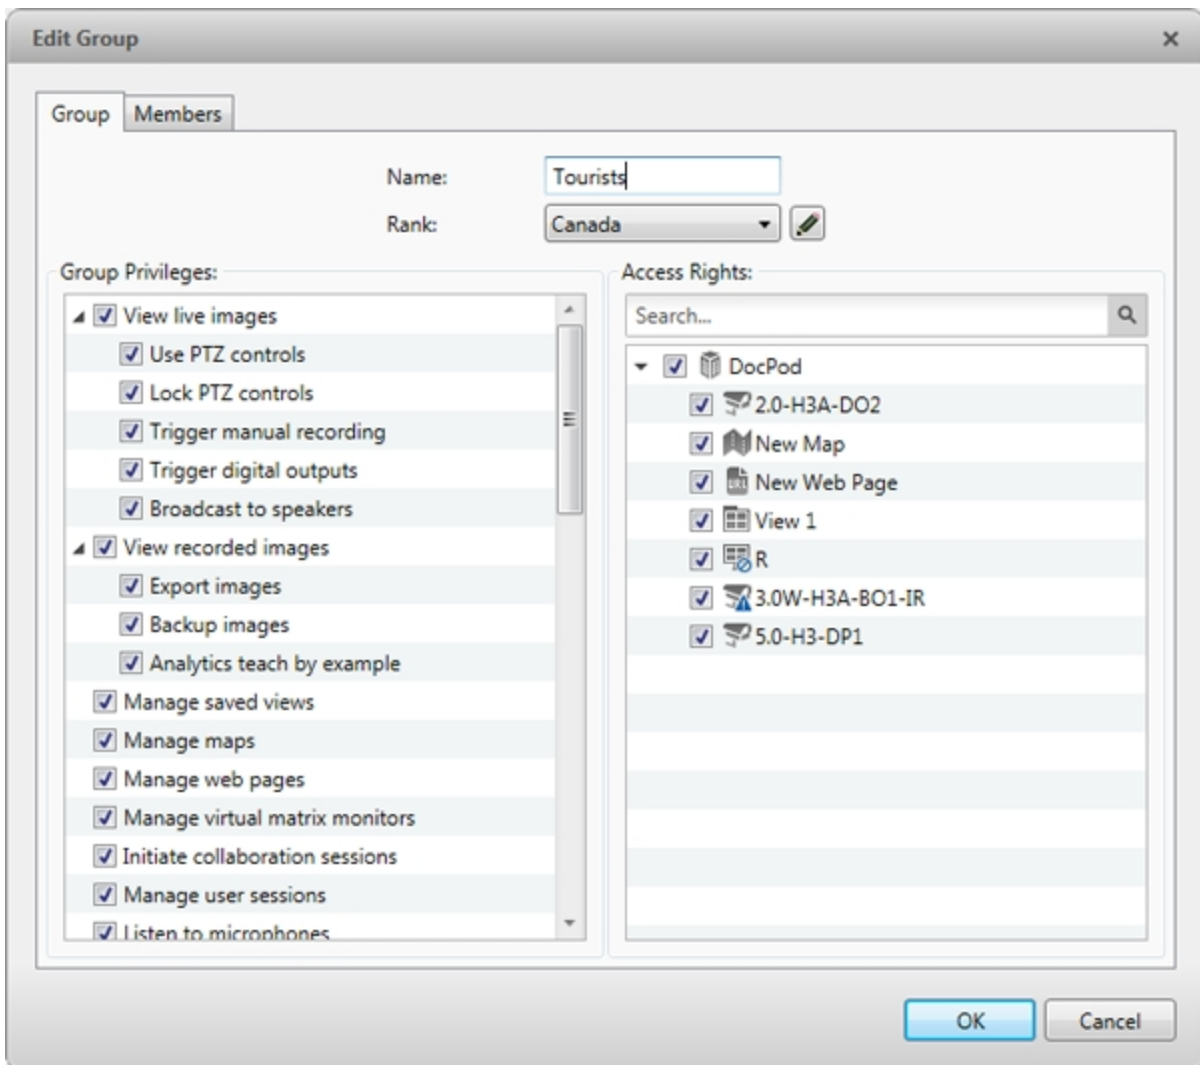 Edit Group
Group Members
Name: Tourists
Rank: Canada
Group Privileges:
View live images
Use PTZ controls
Lock PTZ controls
Trigger manual recording
Trigger digital outputs
Broadcast to speakers
View recorded images
Export images
Backup images
Analytics teach by example
Manage saved views
Manage maps
Manage web pages
Manage virtual matrix monitors
Initiate collaboration sessions
Manage user sessions
Listen to microphones
Access Rights:
Search...
DocPod
2.0-H3A-DO2
New Map
New Web Page
View 1
R
3.0W-H3A-BO1-IR
5.0-H3-DP1
OK Cancel